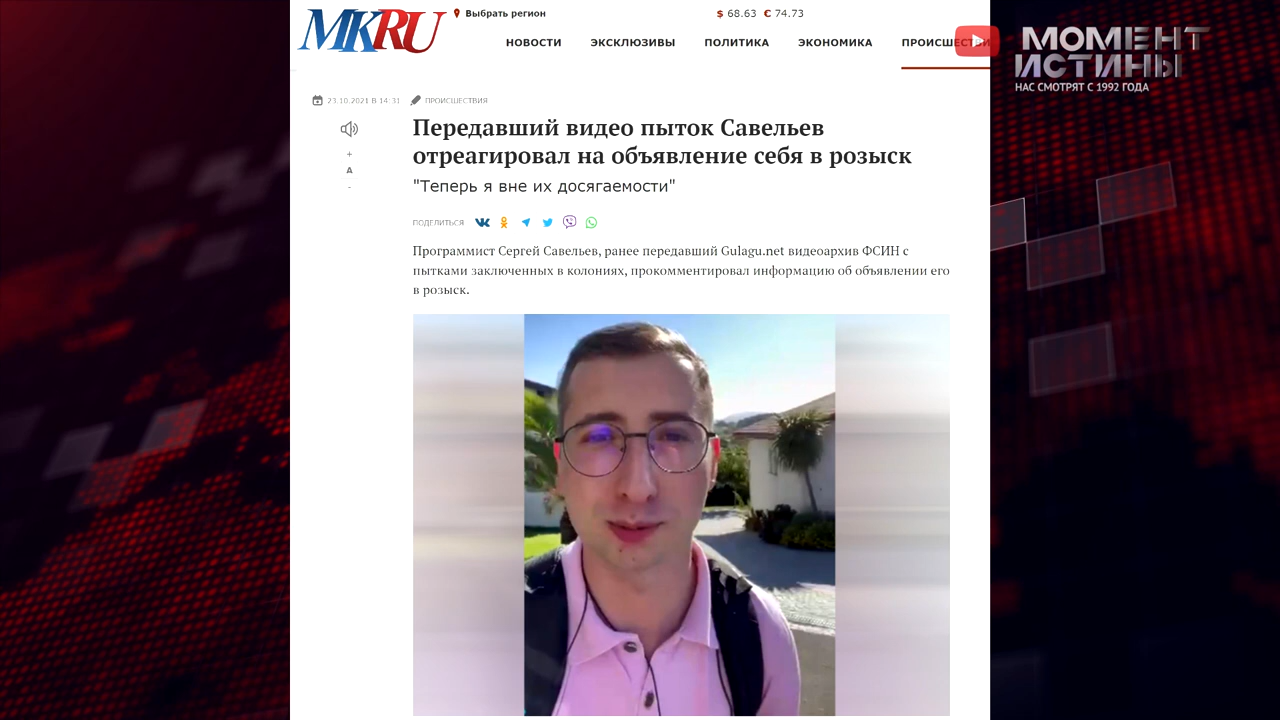 MKRU
Выбрать регион
$ 68.63 € 74.73
НОВОСТИ ЭКСКЛЮЗИВЫ ПОЛИТИКА ЭКОНОМИКА ПРОИСШЕСТВИЯ
МОМЕНТ
ИСТИНЫ
НАС СМОТРЯТ С 1992 ГОДА
23.10.2021 В 14:31 ПРОИСШЕСТВИЯ
Передавший видео пыток Савельев
отреагировал на объявление себя в розыск
+
А
-
"Теперь я вне их досягаемости"
ПОДЕЛИТЬСЯ
Программист Сергей Савельев, ранее передавший Gulagu.net видеоархив ФСИН с
пытками заключенных в колониях, прокомментировал информацию об объявлении его
в розыск.